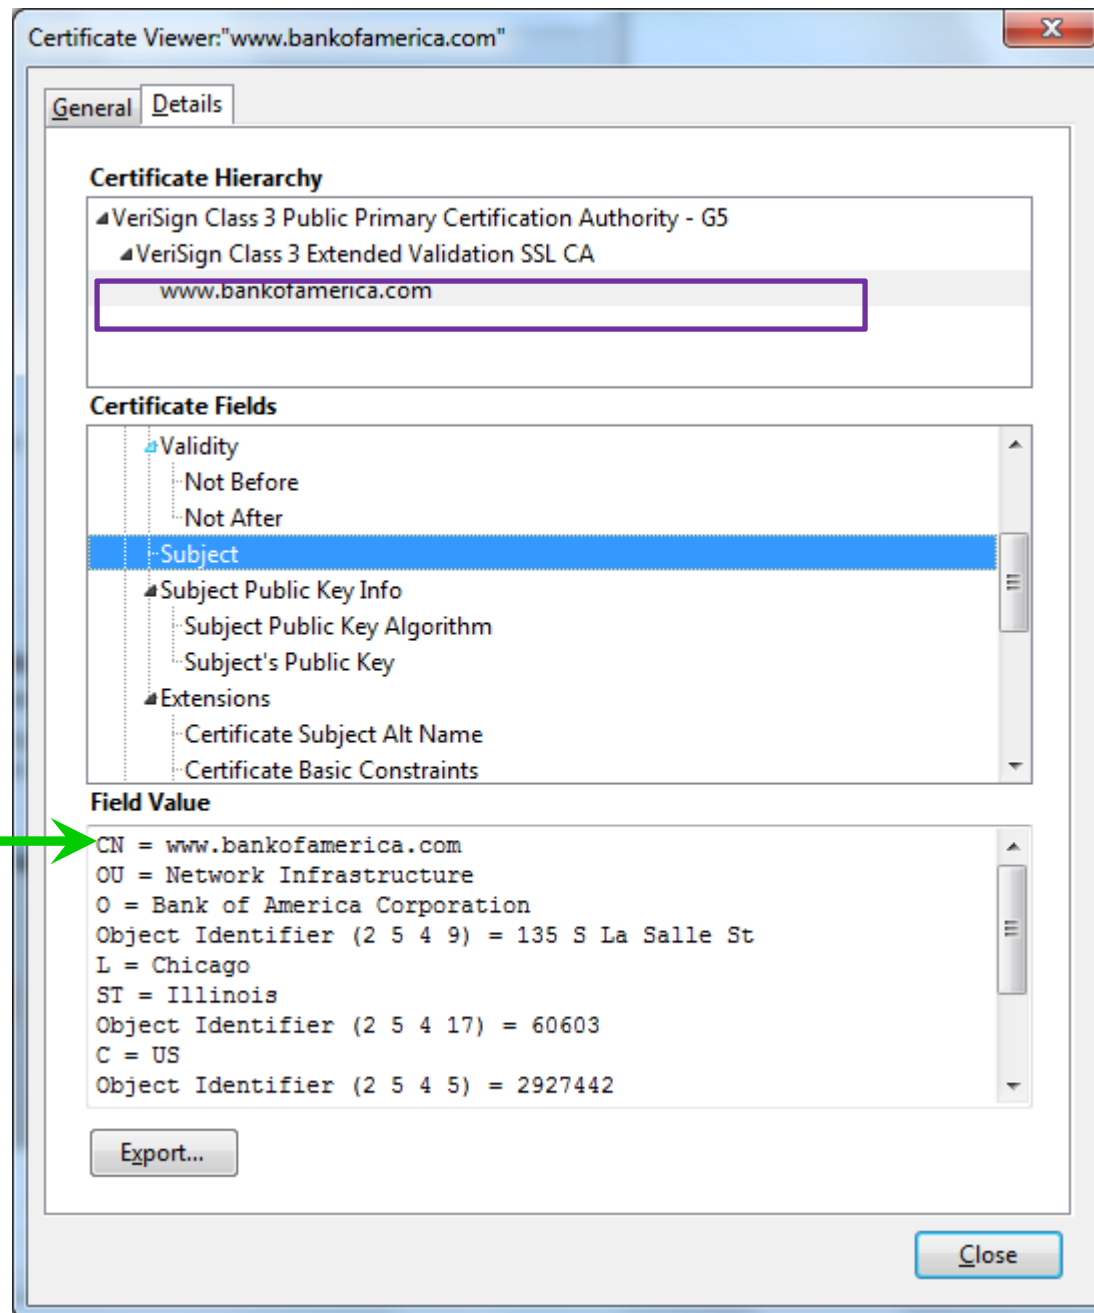 Certificate Viewer:"www.bankofamerica.com"
General Details
Certificate Hierarchy
VeriSign Class 3 Public Primary Certification Authority - G5
VeriSign Class 3 Extended Validation SSL CA
www.bankofamerica.com
Certificate Fields
Validity
Not Before
Not After
Subject
Subject Public Key Info
Subject Public Key Algorithm
Subject's Public Key
Extensions
Certificate Subject Alt Name
Certificate Basic Constraints
Field Value
CN = www.bankofamerica.com
OU = Network Infrastructure
O = Bank of America Corporation
Object Identifier (2 5 4 9) = 135 S La Salle St
L = Chicago
ST = Illinois
Object Identifier (2 5 4 17) = 60603
C = US
Object Identifier (2 5 4 5) = 2927442
Export...
Close